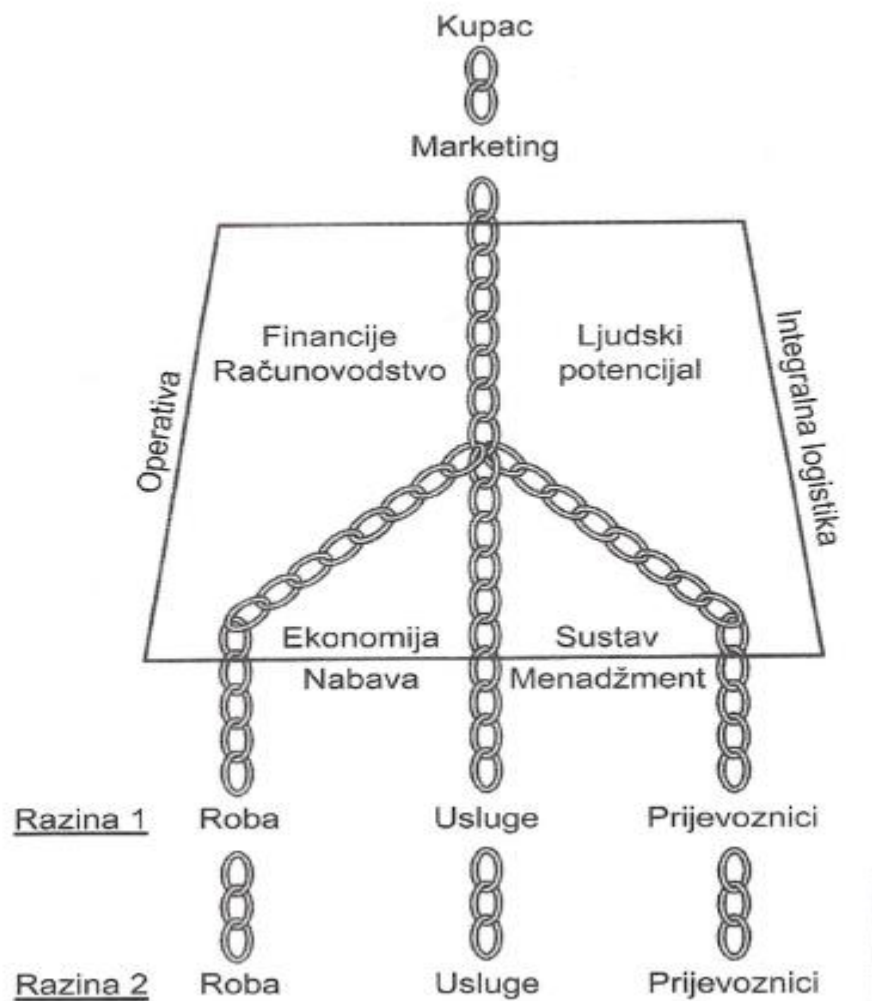 Kupac
Marketing
Financije
Računovodstvo
Ljudski
potencijal
Operativa
Integralna logistika
Ekonomija
Sustav
Nabava
Menadžment
Razina 1
Roba
Usluge
Prijevoznici
Razina 2
Roba
Usluge
Prijevoznici